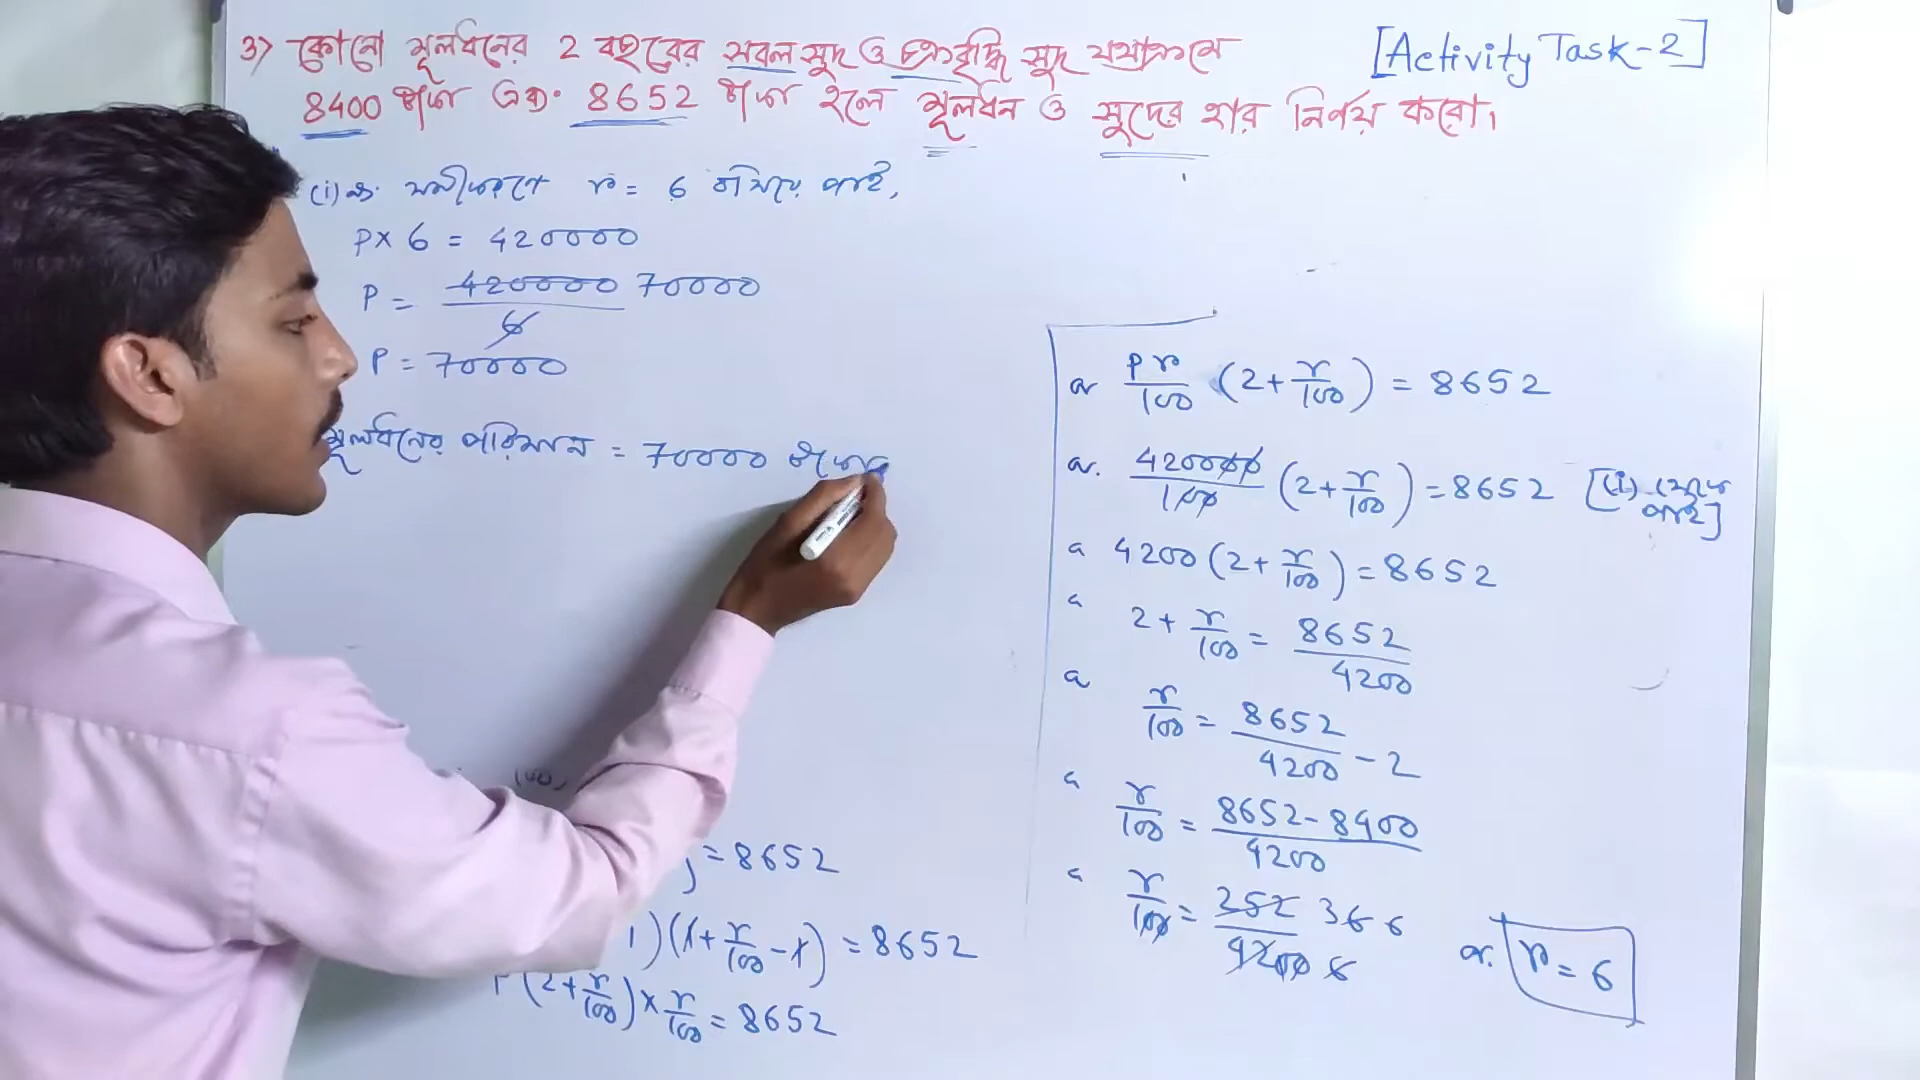 3) কোনো মূলধনের 2 বছরের সরল সুদ ও চক্রবৃদ্ধি সুদ যথাক্রমে
[Activity Task-2]
8400 টাকা এবং 8652 টাকা হলে মূলধন ও সুদের হার নির্ণয় করো।
(i) নং সমীকরণে r = 6 বসিয়ে পাই,
P × 6 = 420000
P = 420000/6 70000
P = 70000
মূলধনের পরিমান = 70000 টাকা
) = 8652
1)(1 + r/100 - 1) = 8652
P(2 + r/100) × r/100 = 8652
বা Pr/100 (2 + r/100) = 8652
বা. 420000/100 (2 + r/100) = 8652 [(i) থেকে পাই]
বা 4200 (2 + r/100) = 8652
বা 2 + r/100 = 8652/4200
বা r/100 = 8652/4200 - 2
বা r/100 = 8652 - 8400/4200
বা r/100 = 252/4200 36 6
বা. r = 6